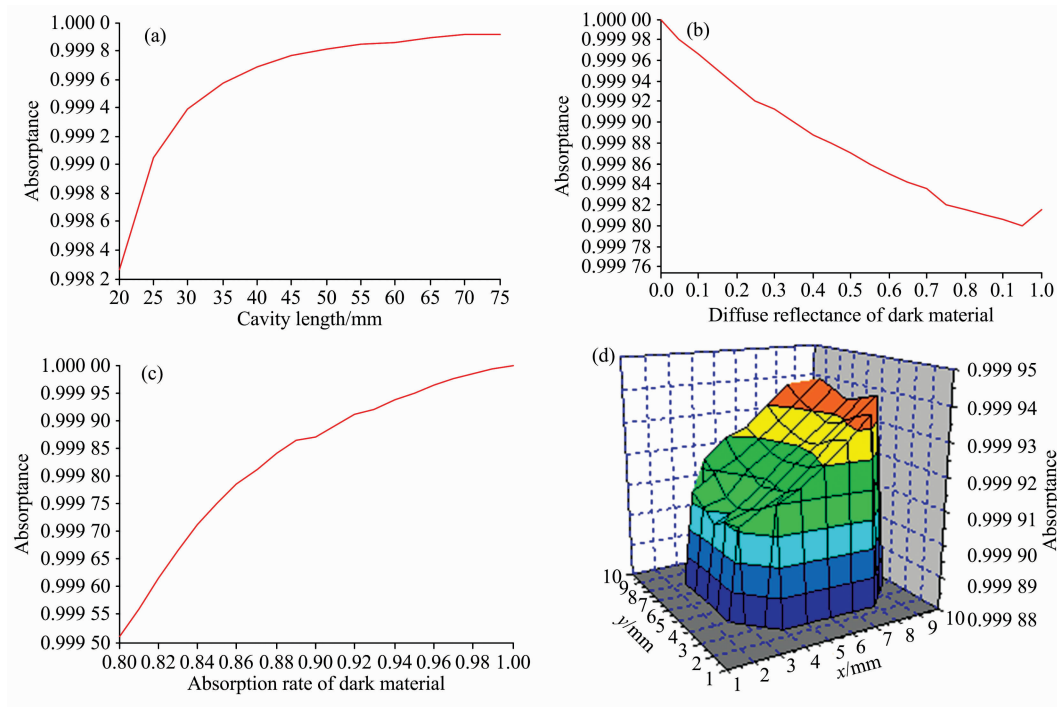 (a)
1.000 0
0.999 8
0.999 6
0.999 4
0.999 2
0.999 0
0.998 8
0.998 6
0.998 4
0.998 2
Absorptance
20 25 30 35 40 45 50 55 60 65 70 75
Cavity length/mm
(b)
1.000 00
0.999 98
0.999 96
0.999 94
0.999 92
0.999 90
0.999 88
0.999 86
0.999 84
0.999 82
0.999 80
0.999 78
0.999 76
Absorptance
0.0 0.1 0.2 0.3 0.4 0.5 0.6 0.7 0.8 0.1 1.0
Diffuse reflectance of dark material
(c)
1.000 00
0.999 95
0.999 90
0.999 85
0.999 80
0.999 75
0.999 70
0.999 65
0.999 60
0.999 55
0.999 50
Absorptance
0.80 0.82 0.84 0.86 0.88 0.90 0.92 0.94 0.96 0.98 1.00
Absorption rate of dark material
(d)
0.999 95
0.999 94
0.999 93
0.999 92
0.999 91
0.999 90
0.999 89
0.999 88
Absorptance
10 9 8 7 6 5 4 3 2 1
y/mm
1 2 3 4 5 6 7 8 9 10
x/mm